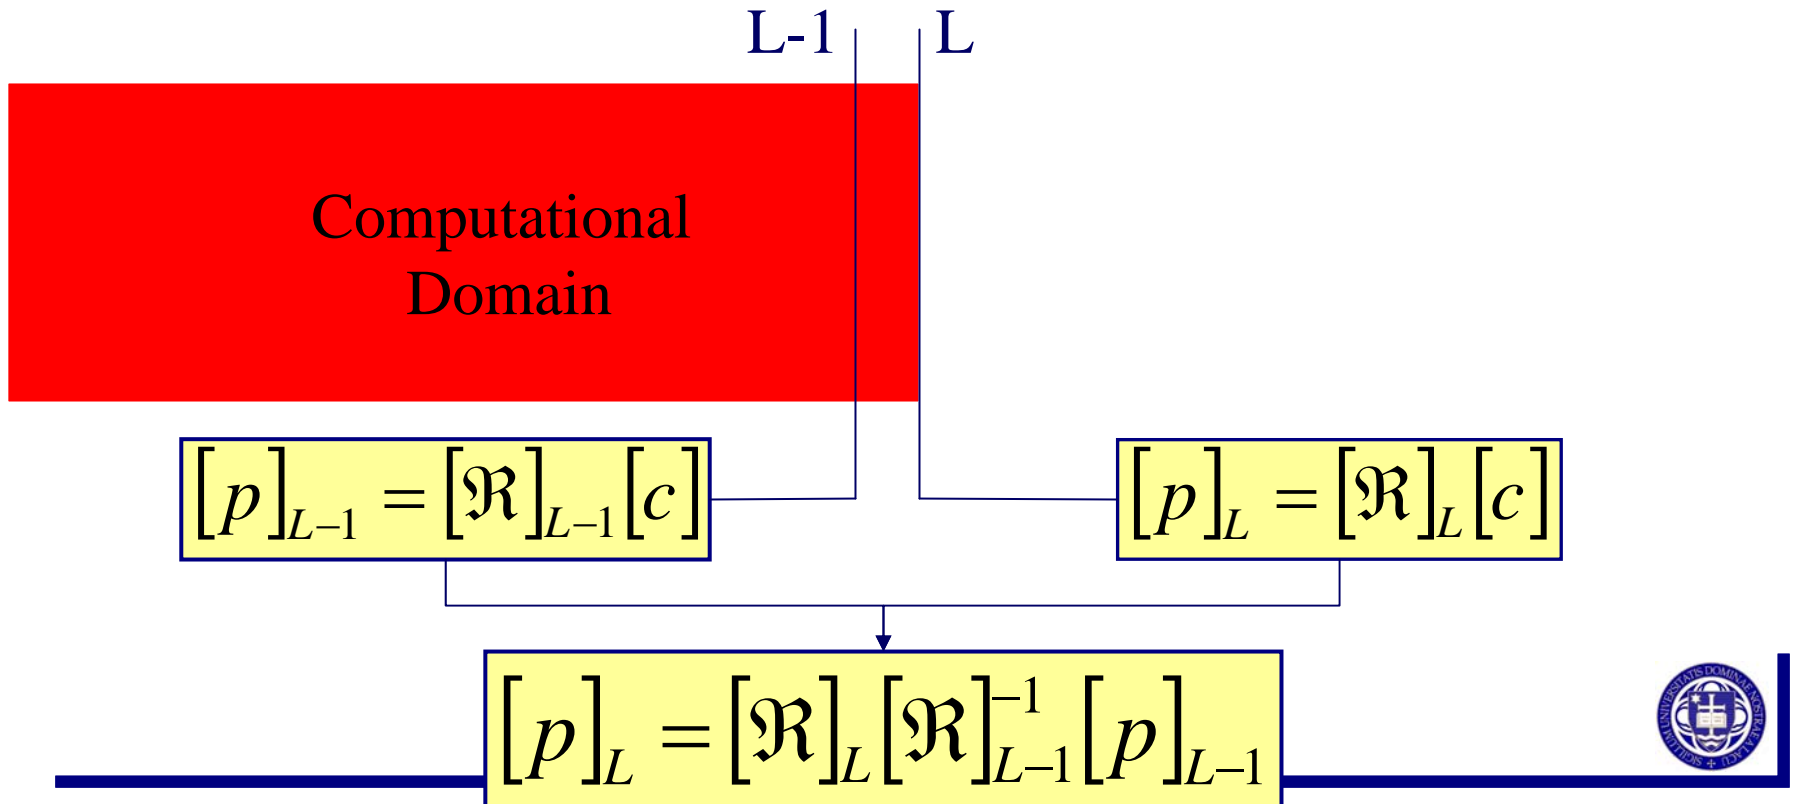 L-1 L
Computational
Domain
[p]_{L−1} = [ℜ]_{L−1}[c]
[p]_L = [ℜ]_L[c]
[p]_L = [ℜ]_L[ℜ]^{−1}_{L−1}[p]_{L−1}